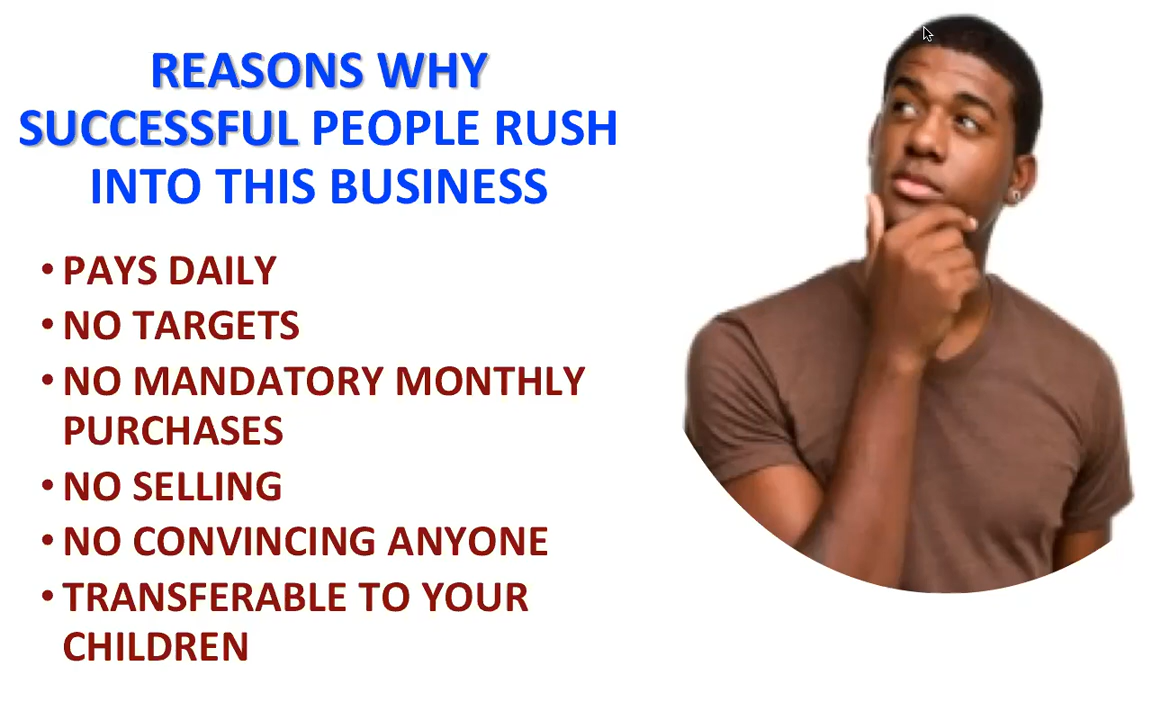 REASONS WHY
SUCCESSFUL PEOPLE RUSH
INTO THIS BUSINESS
• PAYS DAILY
• NO TARGETS
• NO MANDATORY MONTHLY
PURCHASES
• NO SELLING
• NO CONVINCING ANYONE
• TRANSFERABLE TO YOUR
CHILDREN